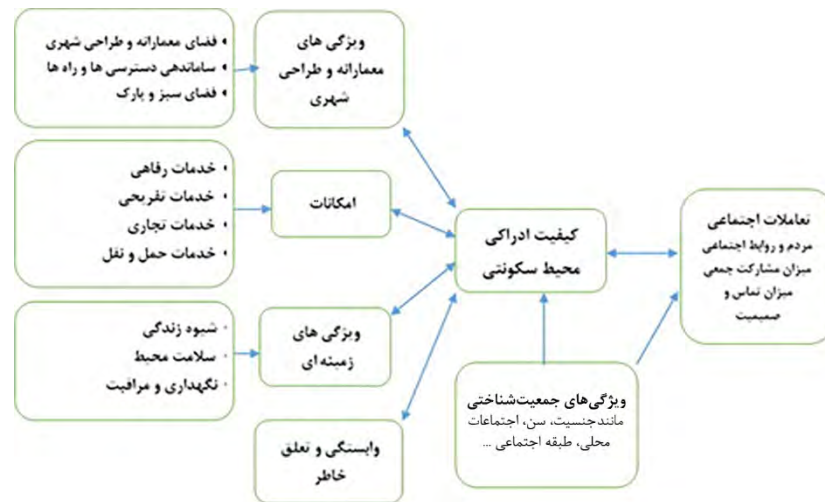 ویژگی های
معمارانه و طراحی
شهری
• فضای معمارانه و طراحی شهری
• ساماندهی دسترسی ها و راه ها
• فضای سبز و پارک
امکانات
• خدمات رفاهی
• خدمات تفریحی
• خدمات تجاری
• خدمات حمل و نقل
ویژگی های
زمینه ای
• شیوه زندگی
• سلامت محیط
• نگهداری و مراقبت
وابستگی و تعلق
خاطر
کیفیت ادراکی
محیط سکونتی
تعاملات اجتماعی
مردم و روابط اجتماعی
میزان مشارکت جمعی
میزان تماس و
صمیمیت
ویژگی‌های جمعیت‌شناختی
مانندجنسیت، سن، اجتماعات
محلی، طبقه اجتماعی ...